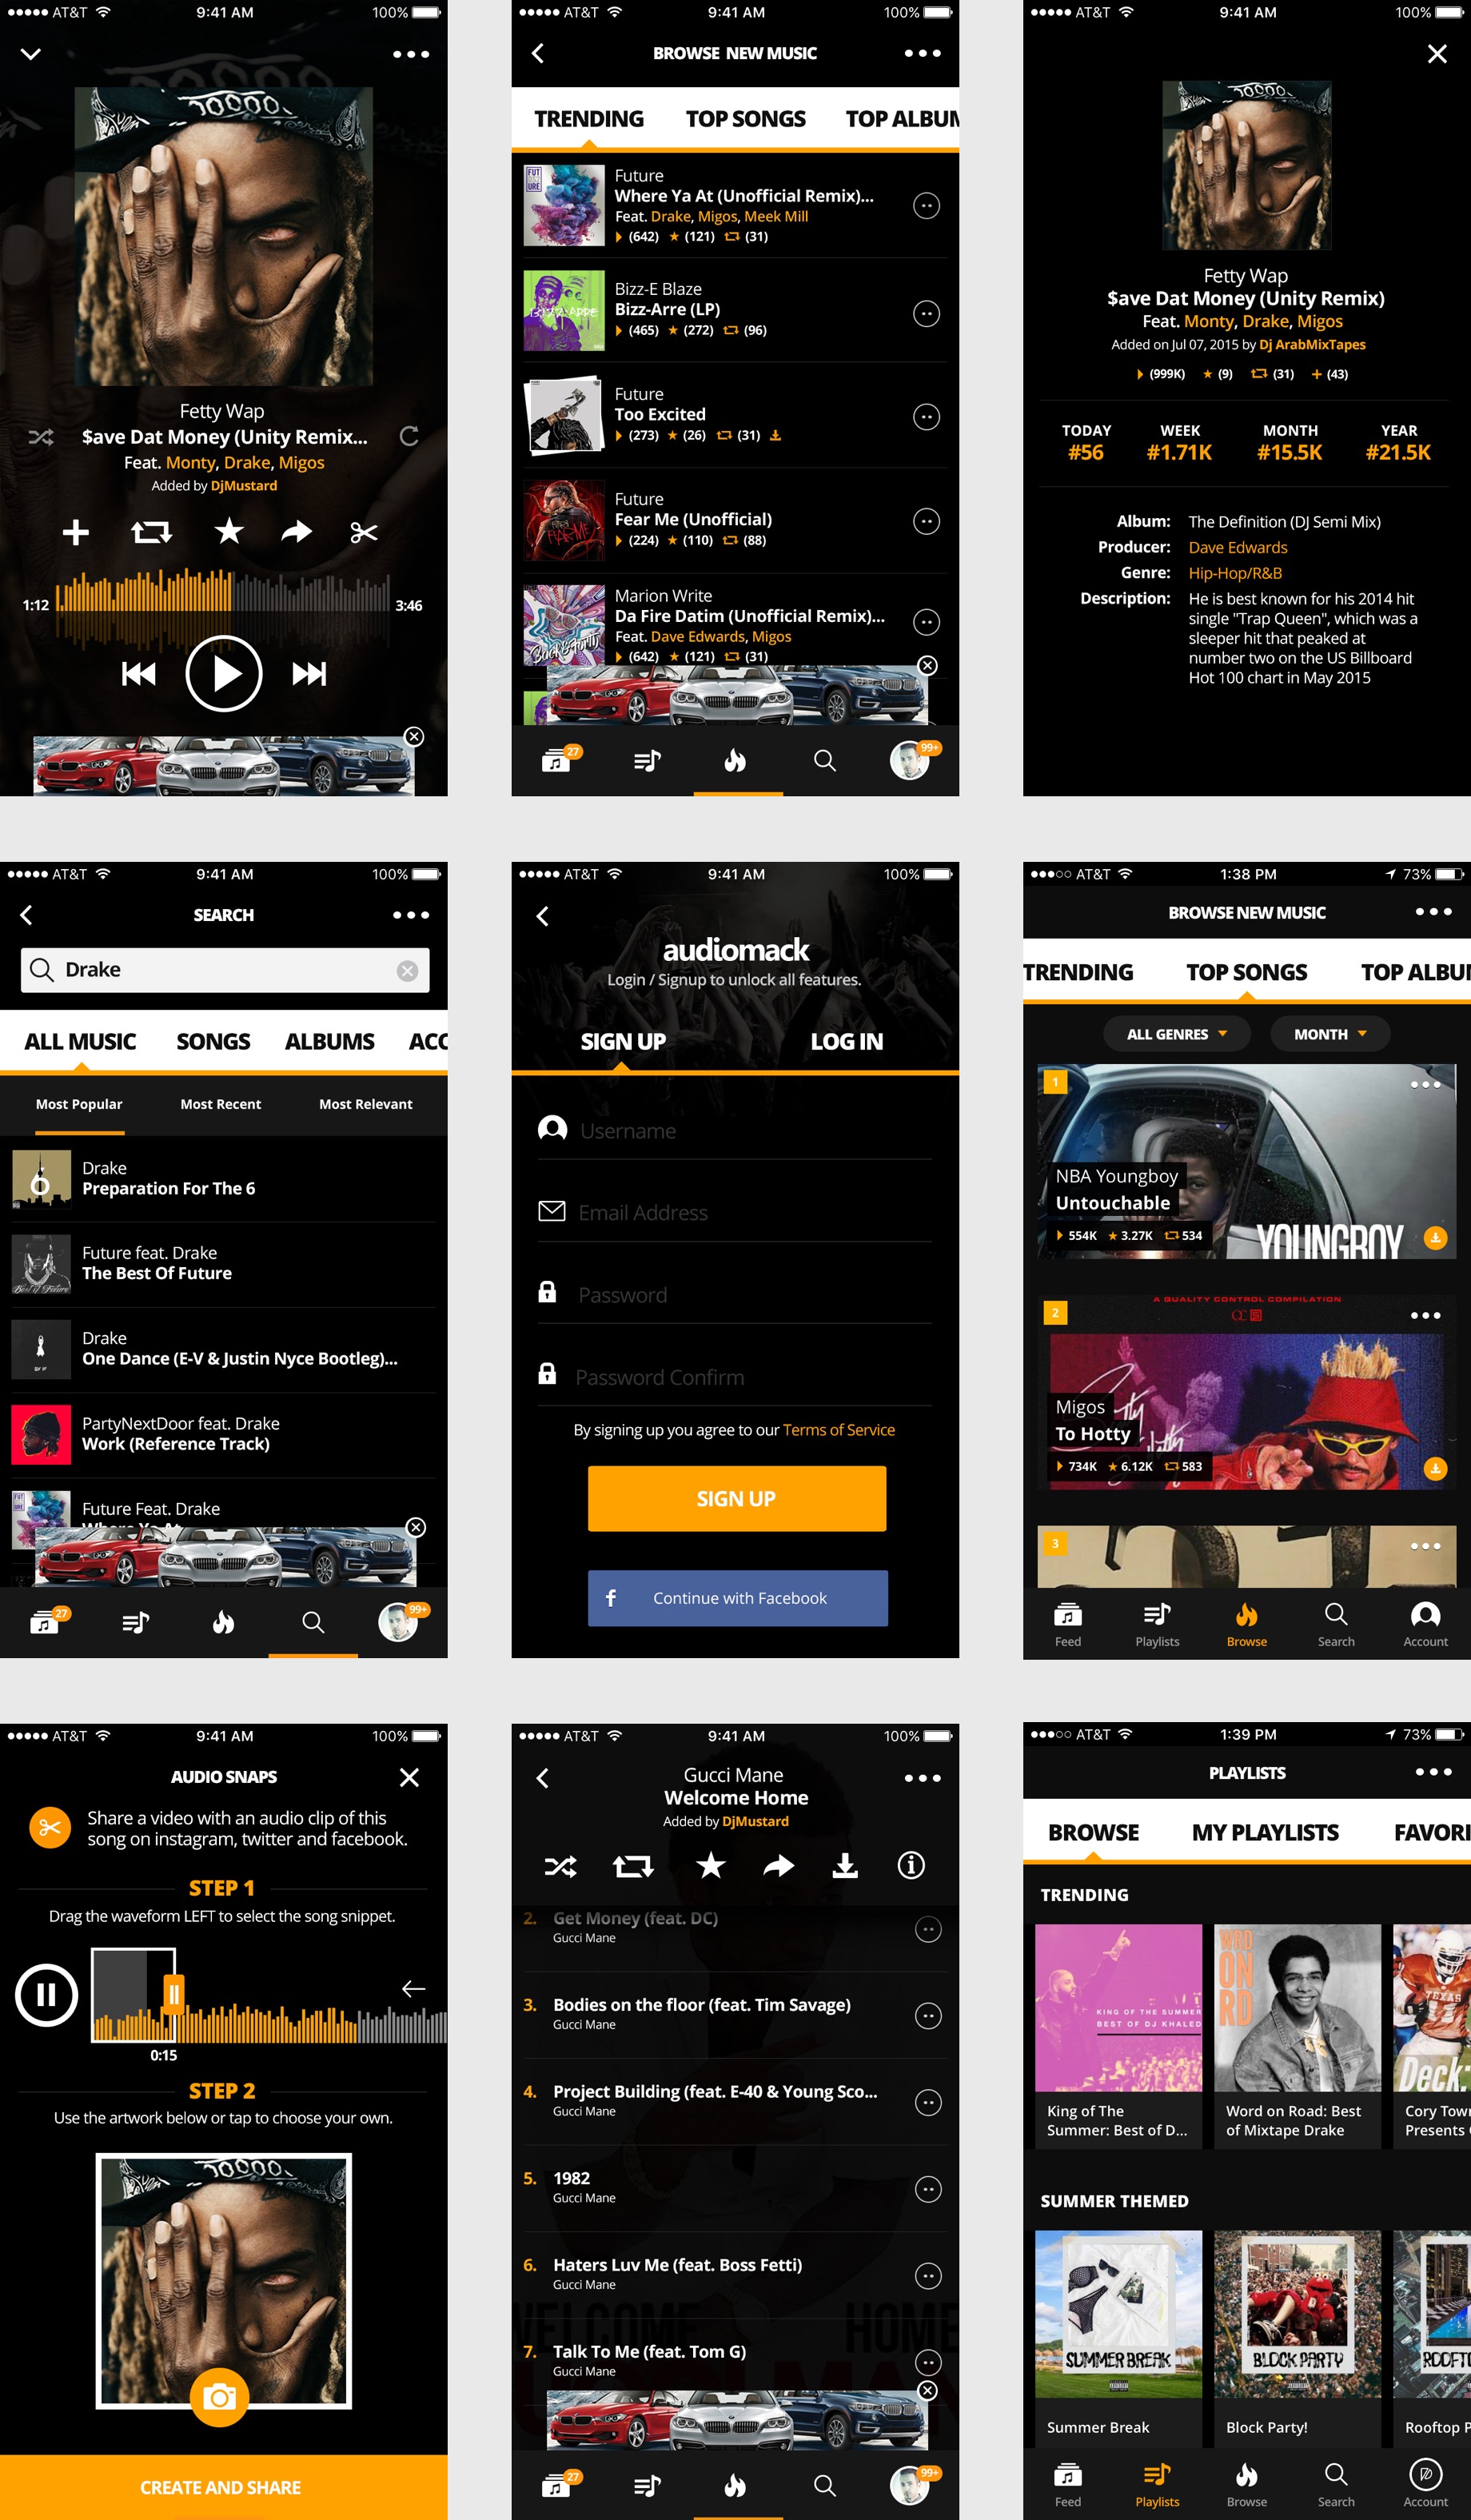 AT&T 9:41 AM 100%
Fetty Wap
$ave Dat Money (Unity Remix...
Feat. Monty, Drake, Migos
Added by DjMustard
1:12
3:46
AT&T 9:41 AM 100%
BROWSE NEW MUSIC
TRENDING TOP SONGS TOP ALBUM
Future
Where Ya At (Unofficial Remix)...
Feat. Drake, Migos, Meek Mill
(642) (121) (31)
Bizz-E Blaze
Bizz-Arre (LP)
(465) (272) (96)
Future
Too Excited
(273) (26) (31)
Future
Fear Me (Unofficial)
(224) (110) (88)
Marion Write
Da Fire Datim (Unofficial Remix)...
Feat. Dave Edwards, Migos
(642) (121) (31)
27
99+
AT&T 9:41 AM 100%
Fetty Wap
$ave Dat Money (Unity Remix)
Feat. Monty, Drake, Migos
Added on Jul 07, 2015 by Dj ArabMixTapes
(999K) (9) (31) (43)
TODAY WEEK MONTH YEAR
#56 #1.71K #15.5K #21.5K
Album: The Definition (DJ Semi Mix)
Producer: Dave Edwards
Genre: Hip-Hop/R&B
Description: He is best known for his 2014 hit
single "Trap Queen", which was a
sleeper hit that peaked at
number two on the US Billboard
Hot 100 chart in May 2015
AT&T 9:41 AM 100%
SEARCH
Drake
ALL MUSIC SONGS ALBUMS ACC
Most Popular Most Recent Most Relevant
Drake
Preparation For The 6
Future feat. Drake
The Best Of Future
Drake
One Dance (E-V & Justin Nyce Bootleg)...
PartyNextDoor feat. Drake
Work (Reference Track)
Future Feat. Drake
27
99+
AT&T 9:41 AM 100%
audiomack
Login / Signup to unlock all features.
SIGN UP LOG IN
Username
Email Address
Password
Password Confirm
By signing up you agree to our Terms of Service
SIGN UP
Continue with Facebook
AT&T 1:38 PM 73%
BROWSE NEW MUSIC
TRENDING TOP SONGS TOP ALBUM
ALL GENRES MONTH
1
NBA Youngboy
Untouchable
554K 3.27K 534
YOUNGBOY
2
A QUALITY CONTROL COMPILATION
Migos
To Hotty
734K 6.12K 583
3
Feed Playlists Browse Search Account
AT&T 9:41 AM 100%
AUDIO SNAPS
Share a video with an audio clip of this
song on instagram, twitter and facebook.
STEP 1
Drag the waveform LEFT to select the song snippet.
0:15
STEP 2
Use the artwork below or tap to choose your own.
CREATE AND SHARE
AT&T 9:41 AM 100%
Gucci Mane
Welcome Home
Added by DjMustard
2. Get Money (feat. DC)
Gucci Mane
3. Bodies on the floor (feat. Tim Savage)
Gucci Mane
4. Project Building (feat. E-40 & Young Sco...
Gucci Mane
5. 1982
Gucci Mane
6. Haters Luv Me (feat. Boss Fetti)
Gucci Mane
WELCOME HOME
7. Talk To Me (feat. Tom G)
Gucci Mane
27
99+
AT&T 1:39 PM 73%
PLAYLISTS
BROWSE MY PLAYLISTS FAVORI
TRENDING
KING OF THE SUMMER
BEST OF DJ KHALED
WORD
ON
RD
TEXAS
Deck:
King of The
Summer: Best of D...
Word on Road: Best
of Mixtape Drake
Cory Town
Presents
SUMMER THEMED
SUMMER BREAK
BLOCK PARTY
ROOFTO
Summer Break
Block Party!
Rooftop P
Feed Playlists Browse Search Account